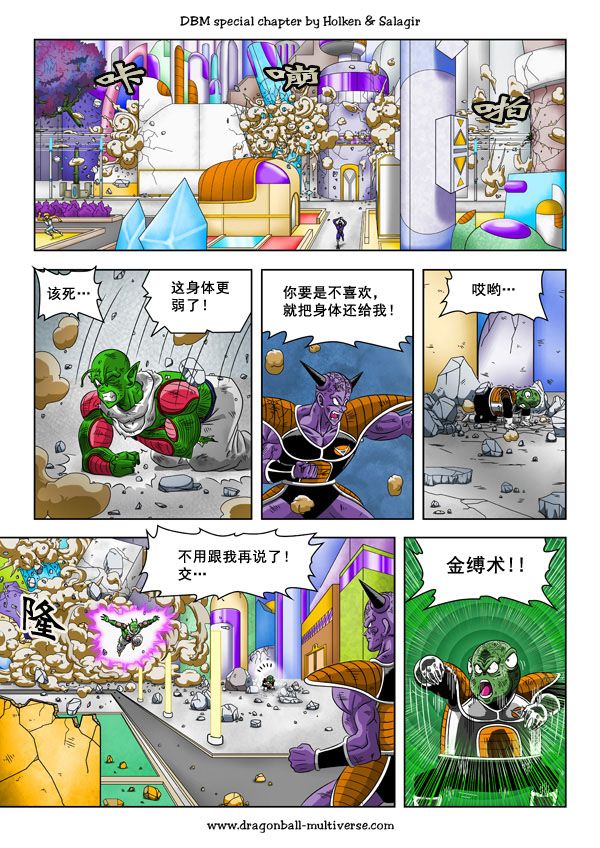 DBM special chapter by Holken & Salagir
咔
崩
啪
该死…
这身体更
弱了！
你要是不喜欢，
就把身体还给我！
哎哟…
隆
不用跟我再说了！
交…
金缚术！！
www.dragonball-multiverse.com